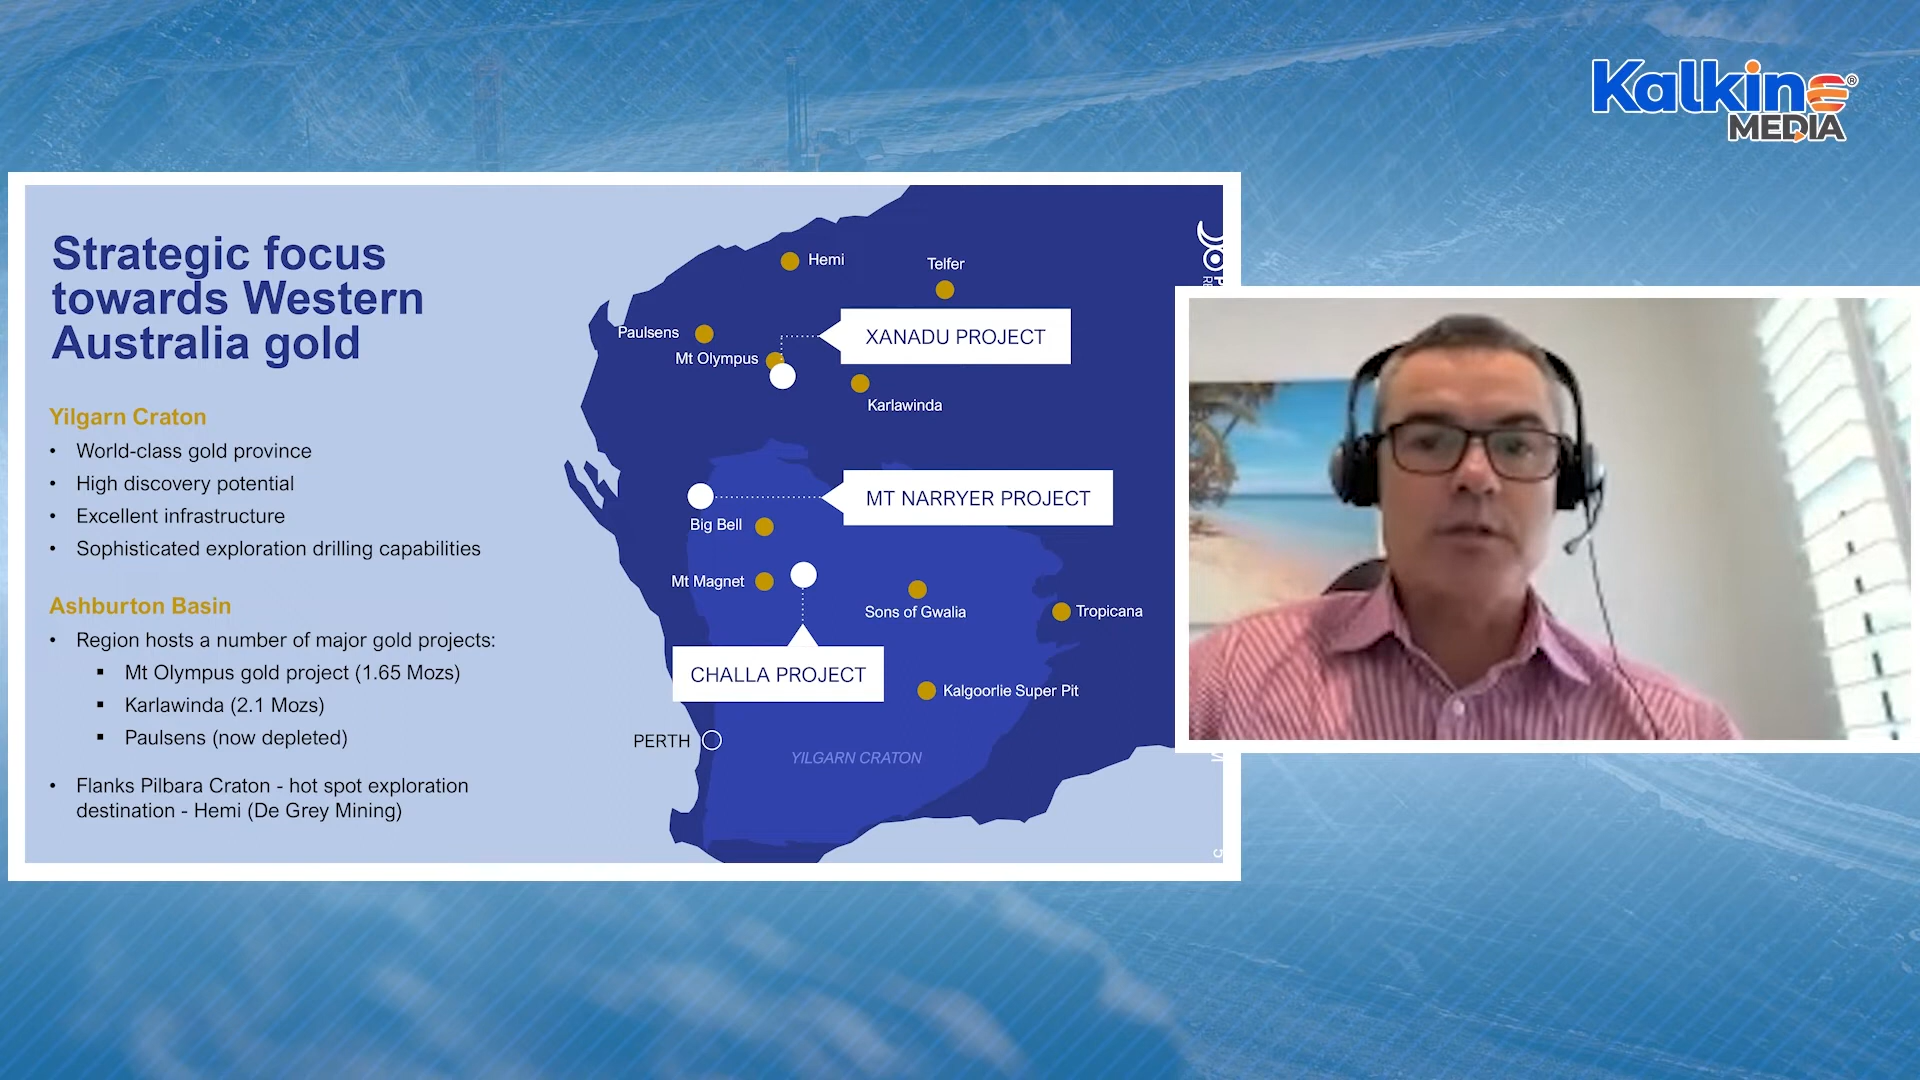 Kalkine®
MEDIA
Strategic focus
towards Western
Australia gold
Yilgarn Craton
• World-class gold province
• High discovery potential
• Excellent infrastructure
• Sophisticated exploration drilling capabilities
Ashburton Basin
• Region hosts a number of major gold projects:
▪ Mt Olympus gold project (1.65 Mozs)
▪ Karlawinda (2.1 Mozs)
▪ Paulsens (now depleted)
• Flanks Pilbara Craton - hot spot exploration
destination - Hemi (De Grey Mining)
Hemi
Telfer
Paulsens
XANADU PROJECT
Mt Olympus
Karlawinda
MT NARRYER PROJECT
Big Bell
Mt Magnet
Sons of Gwalia
Tropicana
CHALLA PROJECT
Kalgoorlie Super Pit
PERTH
YILGARN CRATON